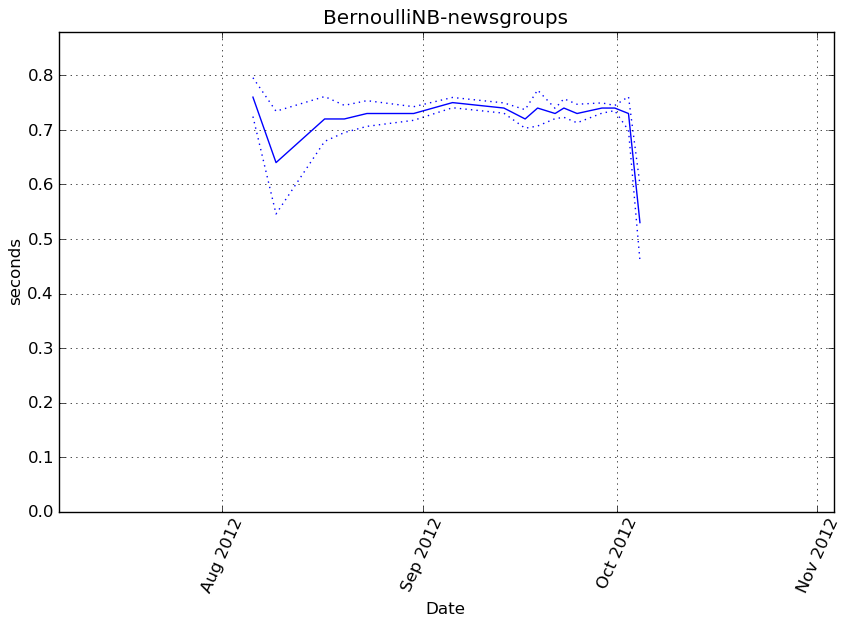 BernoulliNB-newsgroups
0.8
0.7
0.6
0.5
0.4
0.3
0.2
0.1
0.0
seconds
Aug 2012
Sep 2012
Oct 2012
Nov 2012
Date